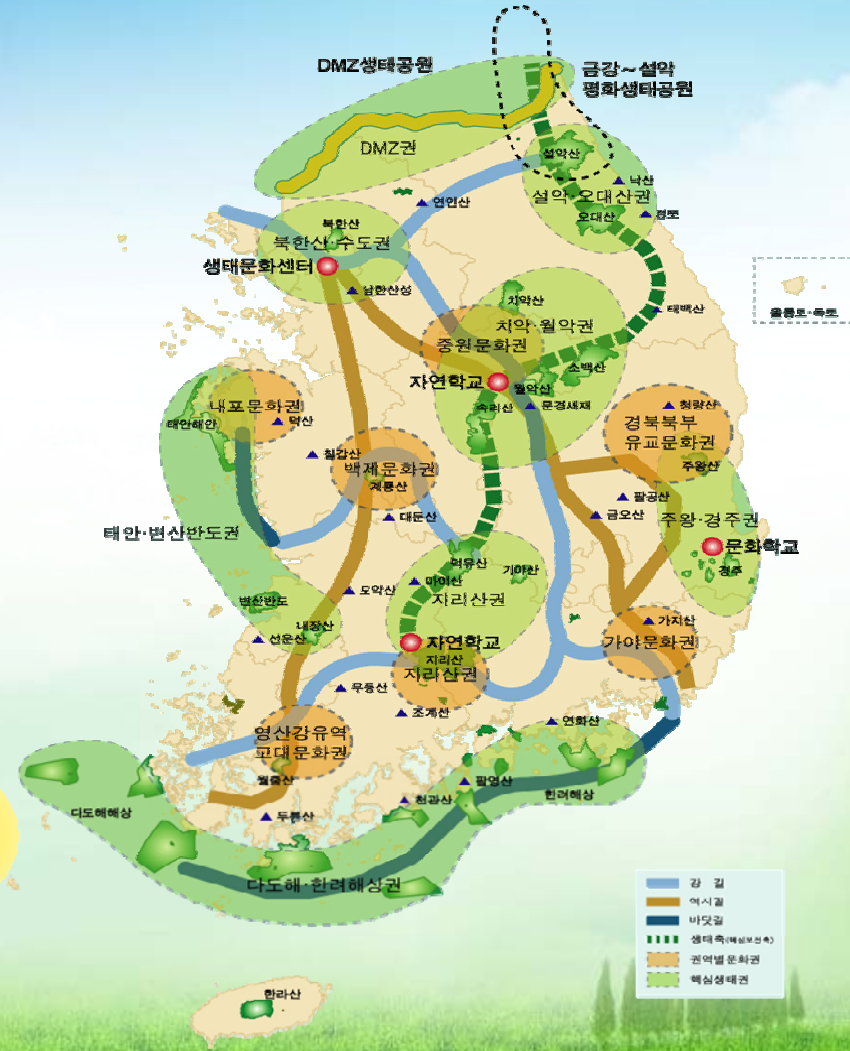 DMZ생태공원
금강~설악
평화생태공원
DMZ권
설악산
낙산
설악·오대산권
오대산
경포
연인산
북한산
북한산·수도권
생태문화센터
남한산성
치악산
태백산
울릉도·독도
치악·월악권
중원문화권
소백산
자연학교
월악산
속리산
문경새재
내포문화권
덕산
태안해안
청량산
경북북부
유교문화권
칠갑산
백제문화권
계룡산
주왕산
팔공산
금오산
대둔산
주왕·경주권
태안·변산반도권
문화학교
경주
덕유산
가야산
마이산
지리산권
모악산
변산반도
내장산
선운산
가지산
가야문화권
자연학교
지리산
지리산권
무등산
조계산
연화산
영산강유역
고대문화권
월출산
팔영산
한려해상
천관산
두륜산
다도해해상
다도해·한려해상권
한라산
강 길
역사길
바닷길
생태축(핵심보전축)
권역별문화권
핵심생태권